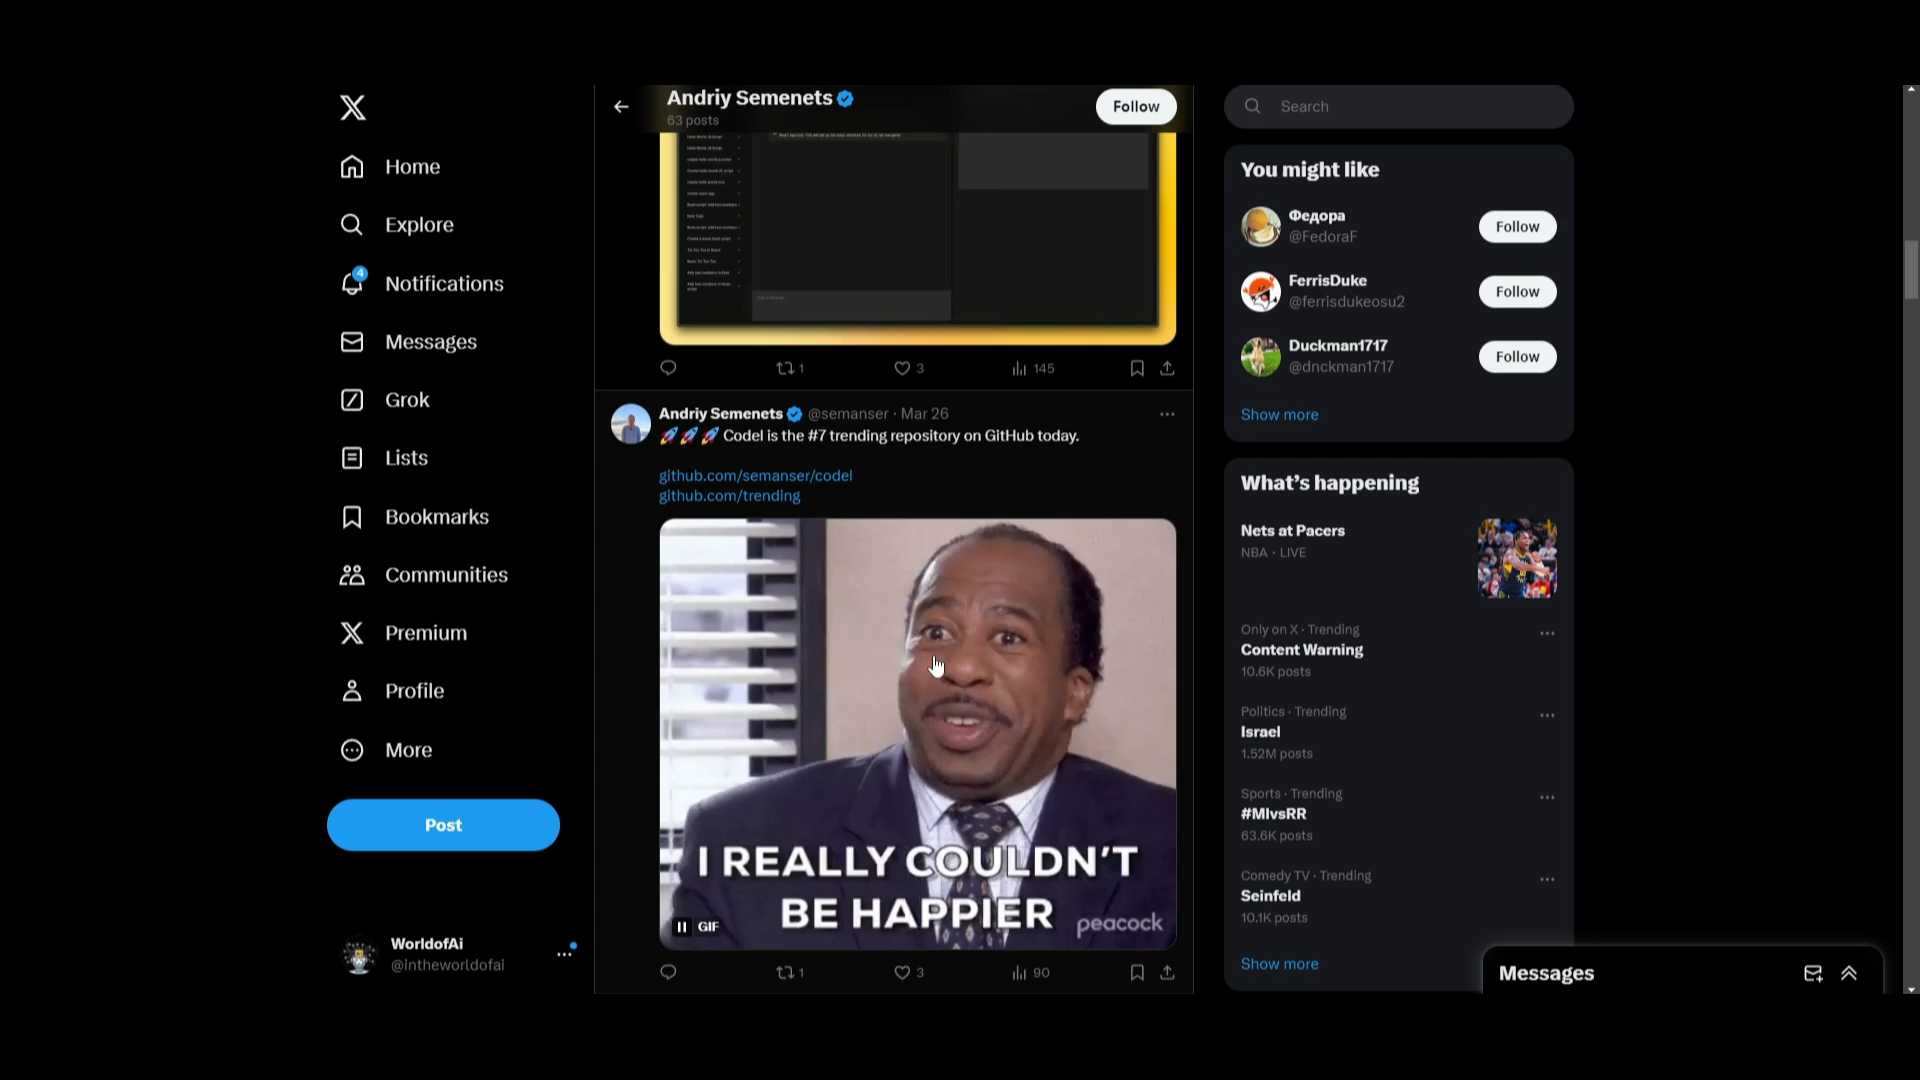 Home
Explore
4
Notifications
Messages
Grok
Lists
Bookmarks
Communities
Premium
Profile
More
Post
WorldofAi
@intheworldofai
Andriy Semenets
63 posts
Follow
1
3
145
Andriy Semenets @semanser · Mar 26
🚀🚀🚀 Codel is the #7 trending repository on GitHub today.
github.com/semanser/codel
github.com/trending
I REALLY COULDN'T
BE HAPPIER
GIF
peacock
1
3
90
Search
You might like
Федора
@FedoraF
Follow
FerrisDuke
@ferrisdukeosu2
Follow
Duckman1717
@dnckman1717
Follow
Show more
What's happening
Nets at Pacers
NBA · LIVE
Only on X · Trending
Content Warning
10.6K posts
Politics · Trending
Israel
1.52M posts
Sports · Trending
#MIvsRR
63.6K posts
Comedy TV · Trending
Seinfeld
10.1K posts
Show more
Messages